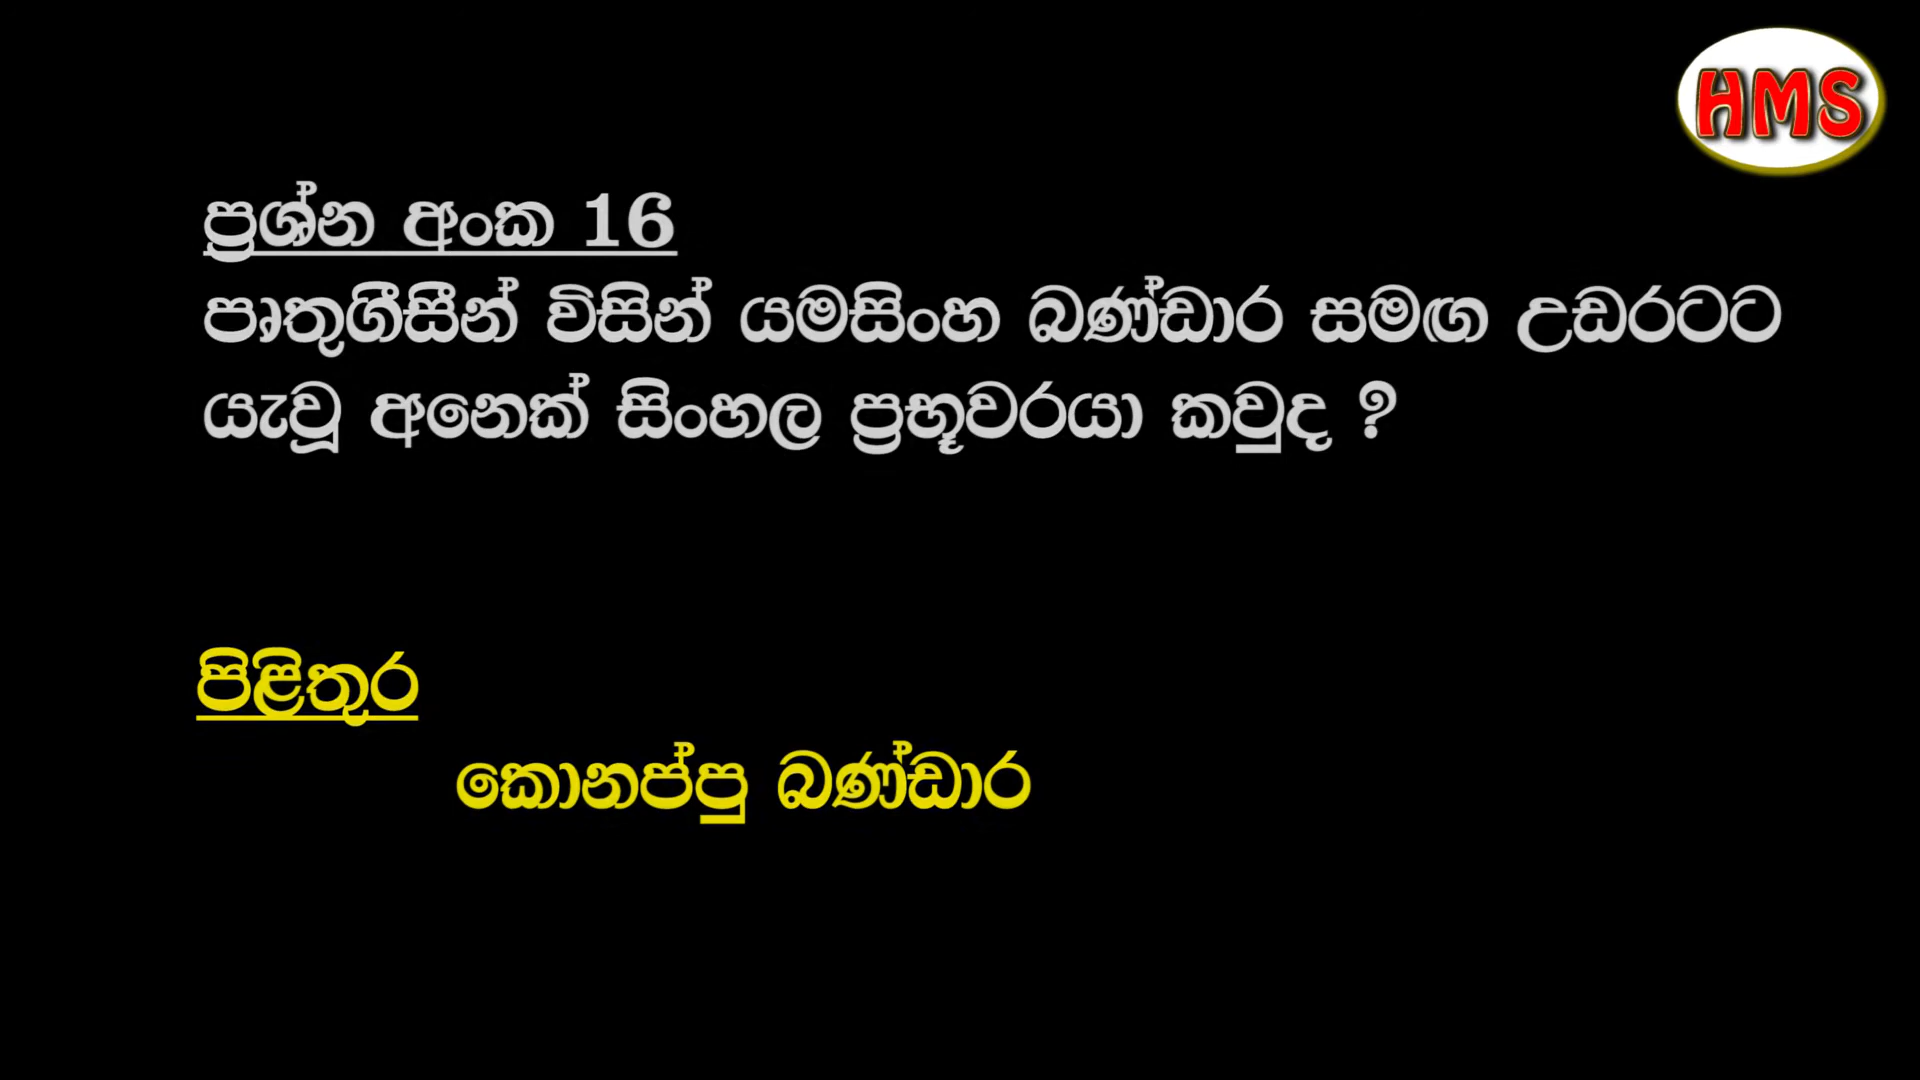 HMS
ප්‍රශ්න අංක 16
පෘතුගීසීන් විසින් යමසිංහ බණ්ඩාර සමඟ උඩරටට
යැවූ අනෙක් සිංහල ප්‍රභූවරයා කවුද ?
පිළිතුර
කොනප්පු බණ්ඩාර